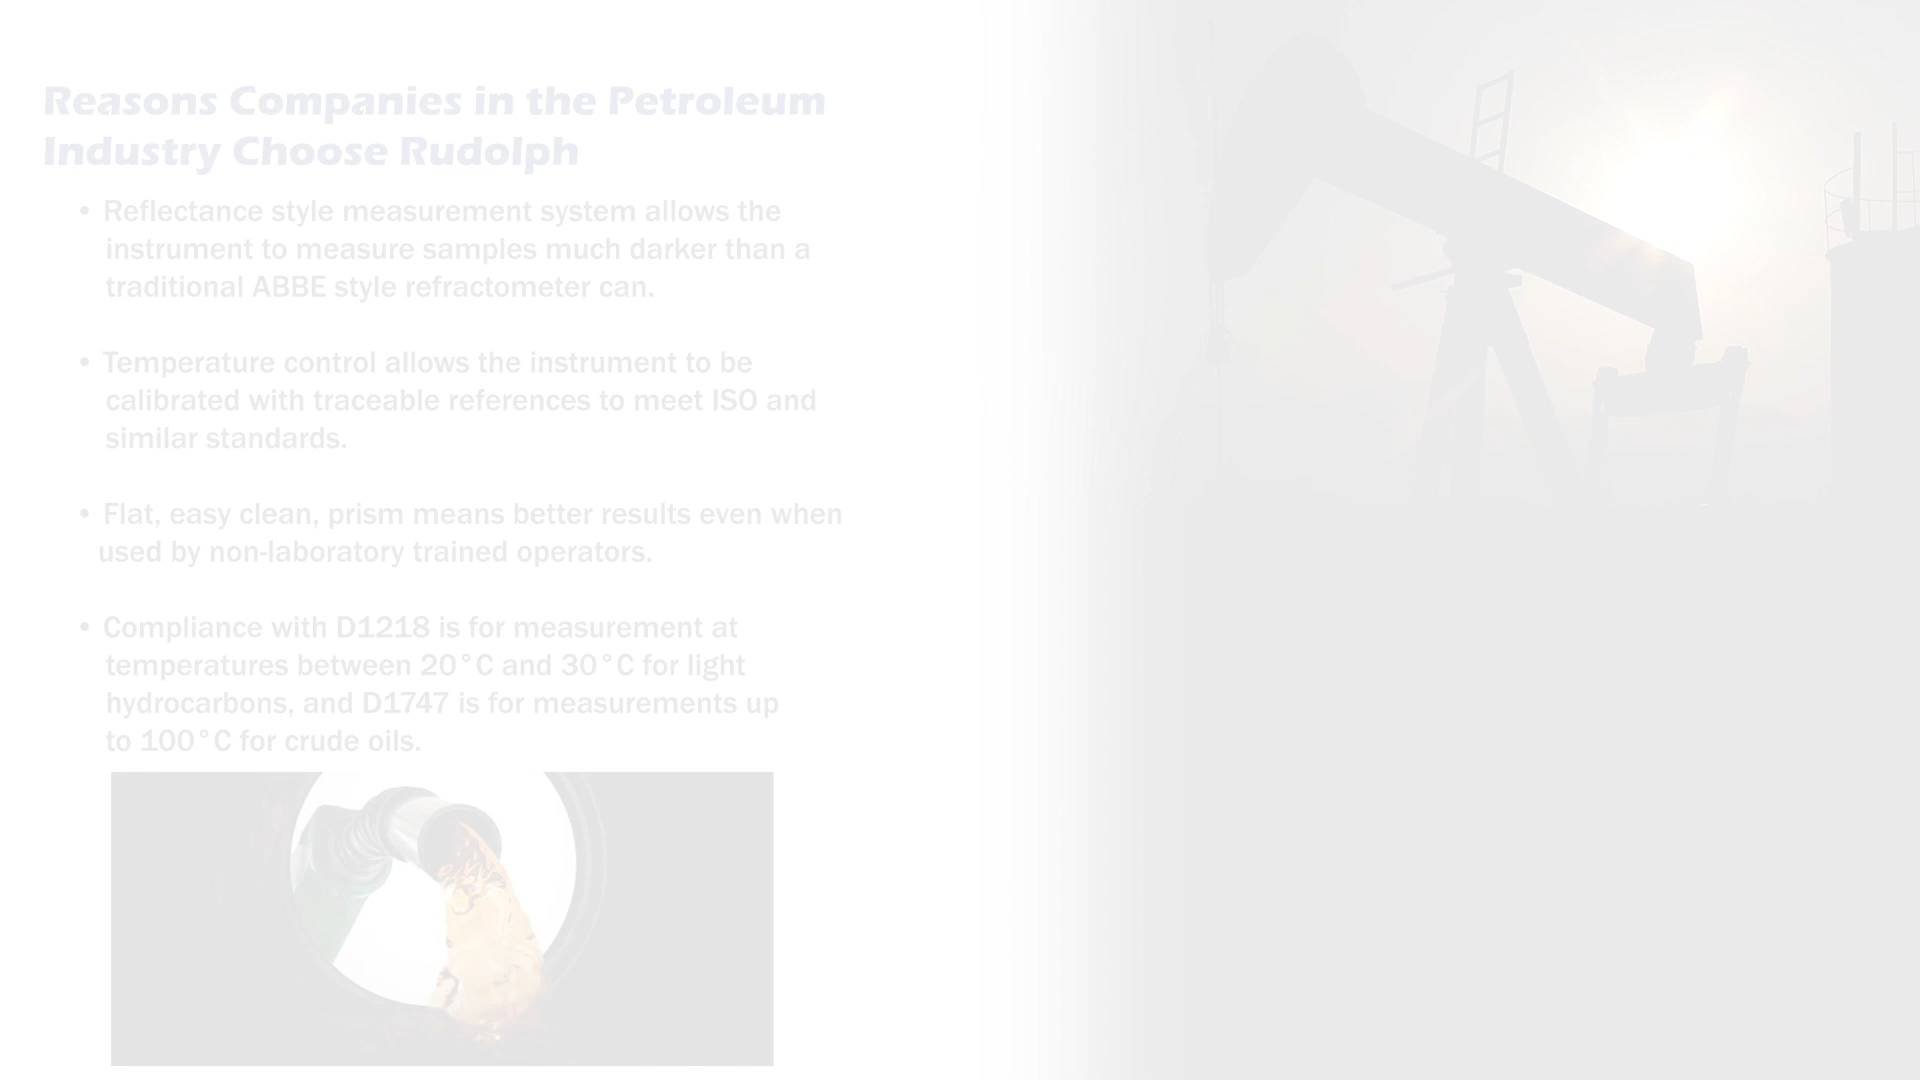 Reasons Companies in the Petroleum
Industry Choose Rudolph
• Reflectance style measurement system allows the
instrument to measure samples much darker than a
traditional ABBE style refractometer can.
• Temperature control allows the instrument to be
calibrated with traceable references to meet ISO and
similar standards.
• Flat, easy clean, prism means better results even when
used by non-laboratory trained operators.
• Compliance with D1218 is for measurement at
temperatures between 20°C and 30°C for light
hydrocarbons, and D1747 is for measurements up
to 100°C for crude oils.